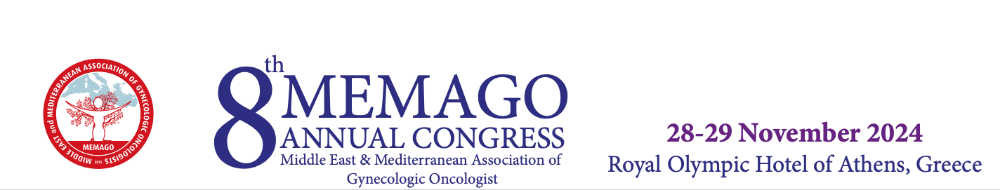 MIDDLE EAST and MEDITERRANEAN ASSOCIATION OF GYNECOLOGIC ONCOLOGISTS
MEMAGO
2015
8th MEMAGO
ANNUAL CONGRESS
Middle East & Mediterranean Association of
Gynecologic Oncologist
28-29 November 2024
Royal Olympic Hotel of Athens, Greece